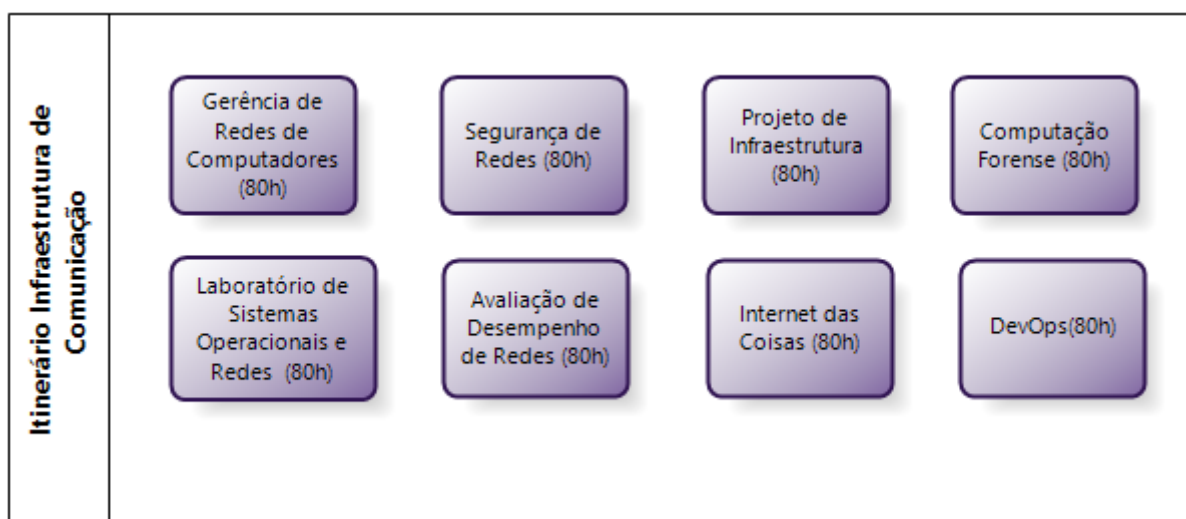 Itinerário Infraestrutura de
Comunicação
Gerência de
Redes de
Computadores
(80h)
Segurança de
Redes (80h)
Projeto de
Infraestrutura
(80h)
Computação
Forense (80h)
Laboratório de
Sistemas
Operacionais e
Redes (80h)
Avaliação de
Desempenho
de Redes (80h)
Internet das
Coisas (80h)
DevOps(80h)